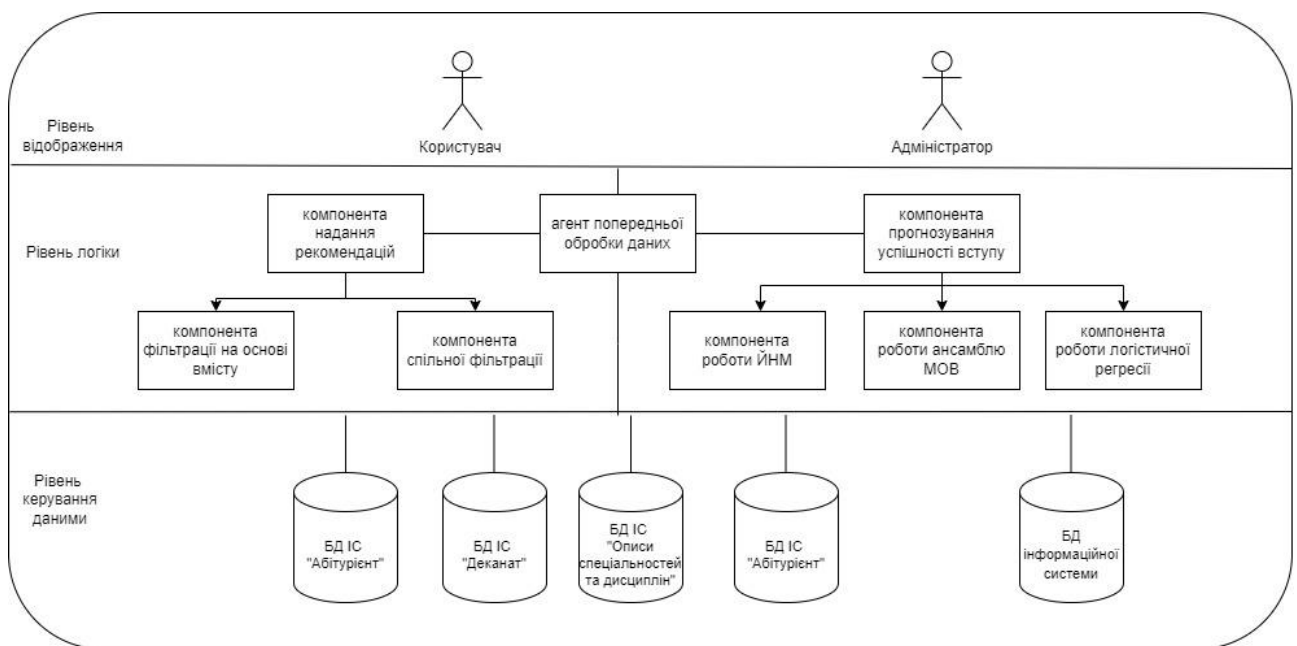 Рівень
відображення
Користувач
Адміністратор
Рівень логіки
компонента
надання
рекомендацій
агент попередньої
обробки даних
компонента
прогнозування
успішності вступу
компонента
фільтрації на основі
вмісту
компонента
спільної фільтрації
компонента
роботи ЙНМ
компонента
роботи ансамблю
МОВ
компонента
роботи логістичної
регресії
Рівень
керування
даними
БД ІС
"Абітурієнт"
БД ІС
"Деканат"
БД ІС
"Описи
спеціальностей
та дисциплін"
БД ІС
"Абітурієнт"
БД
інформаційної
системи